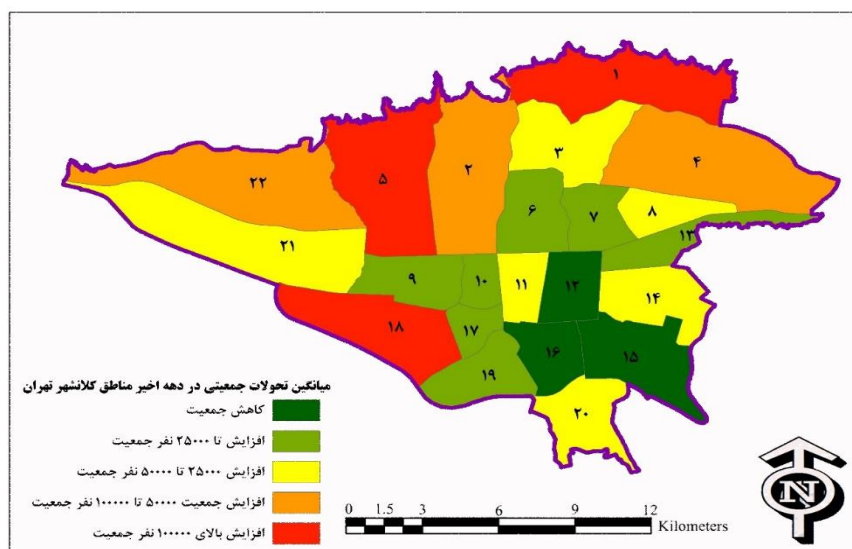 ۱
۲
۳
۴
۵
۶
۷
۸
۹
۱۰
۱۱
۱۲
۱۳
۱۴
۱۵
۱۶
۱۷
۱۸
۱۹
۲۰
۲۱
۲۲
میانگین تحولات جمعیتی در دهه اخیر مناطق کلانشهر تهران
کاهش جمعیت
افزایش تا ۲۵۰۰۰ نفر جمعیت
افزایش ۲۵۰۰۰ تا ۵۰۰۰۰ نفر جمعیت
افزایش جمعیت ۵۰۰۰۰ تا ۱۰۰۰۰۰ نفر جمعیت
افزایش بالای ۱۰۰۰۰۰ نفر جمعیت
0 1.5 3 6 9 12
Kilometers
N